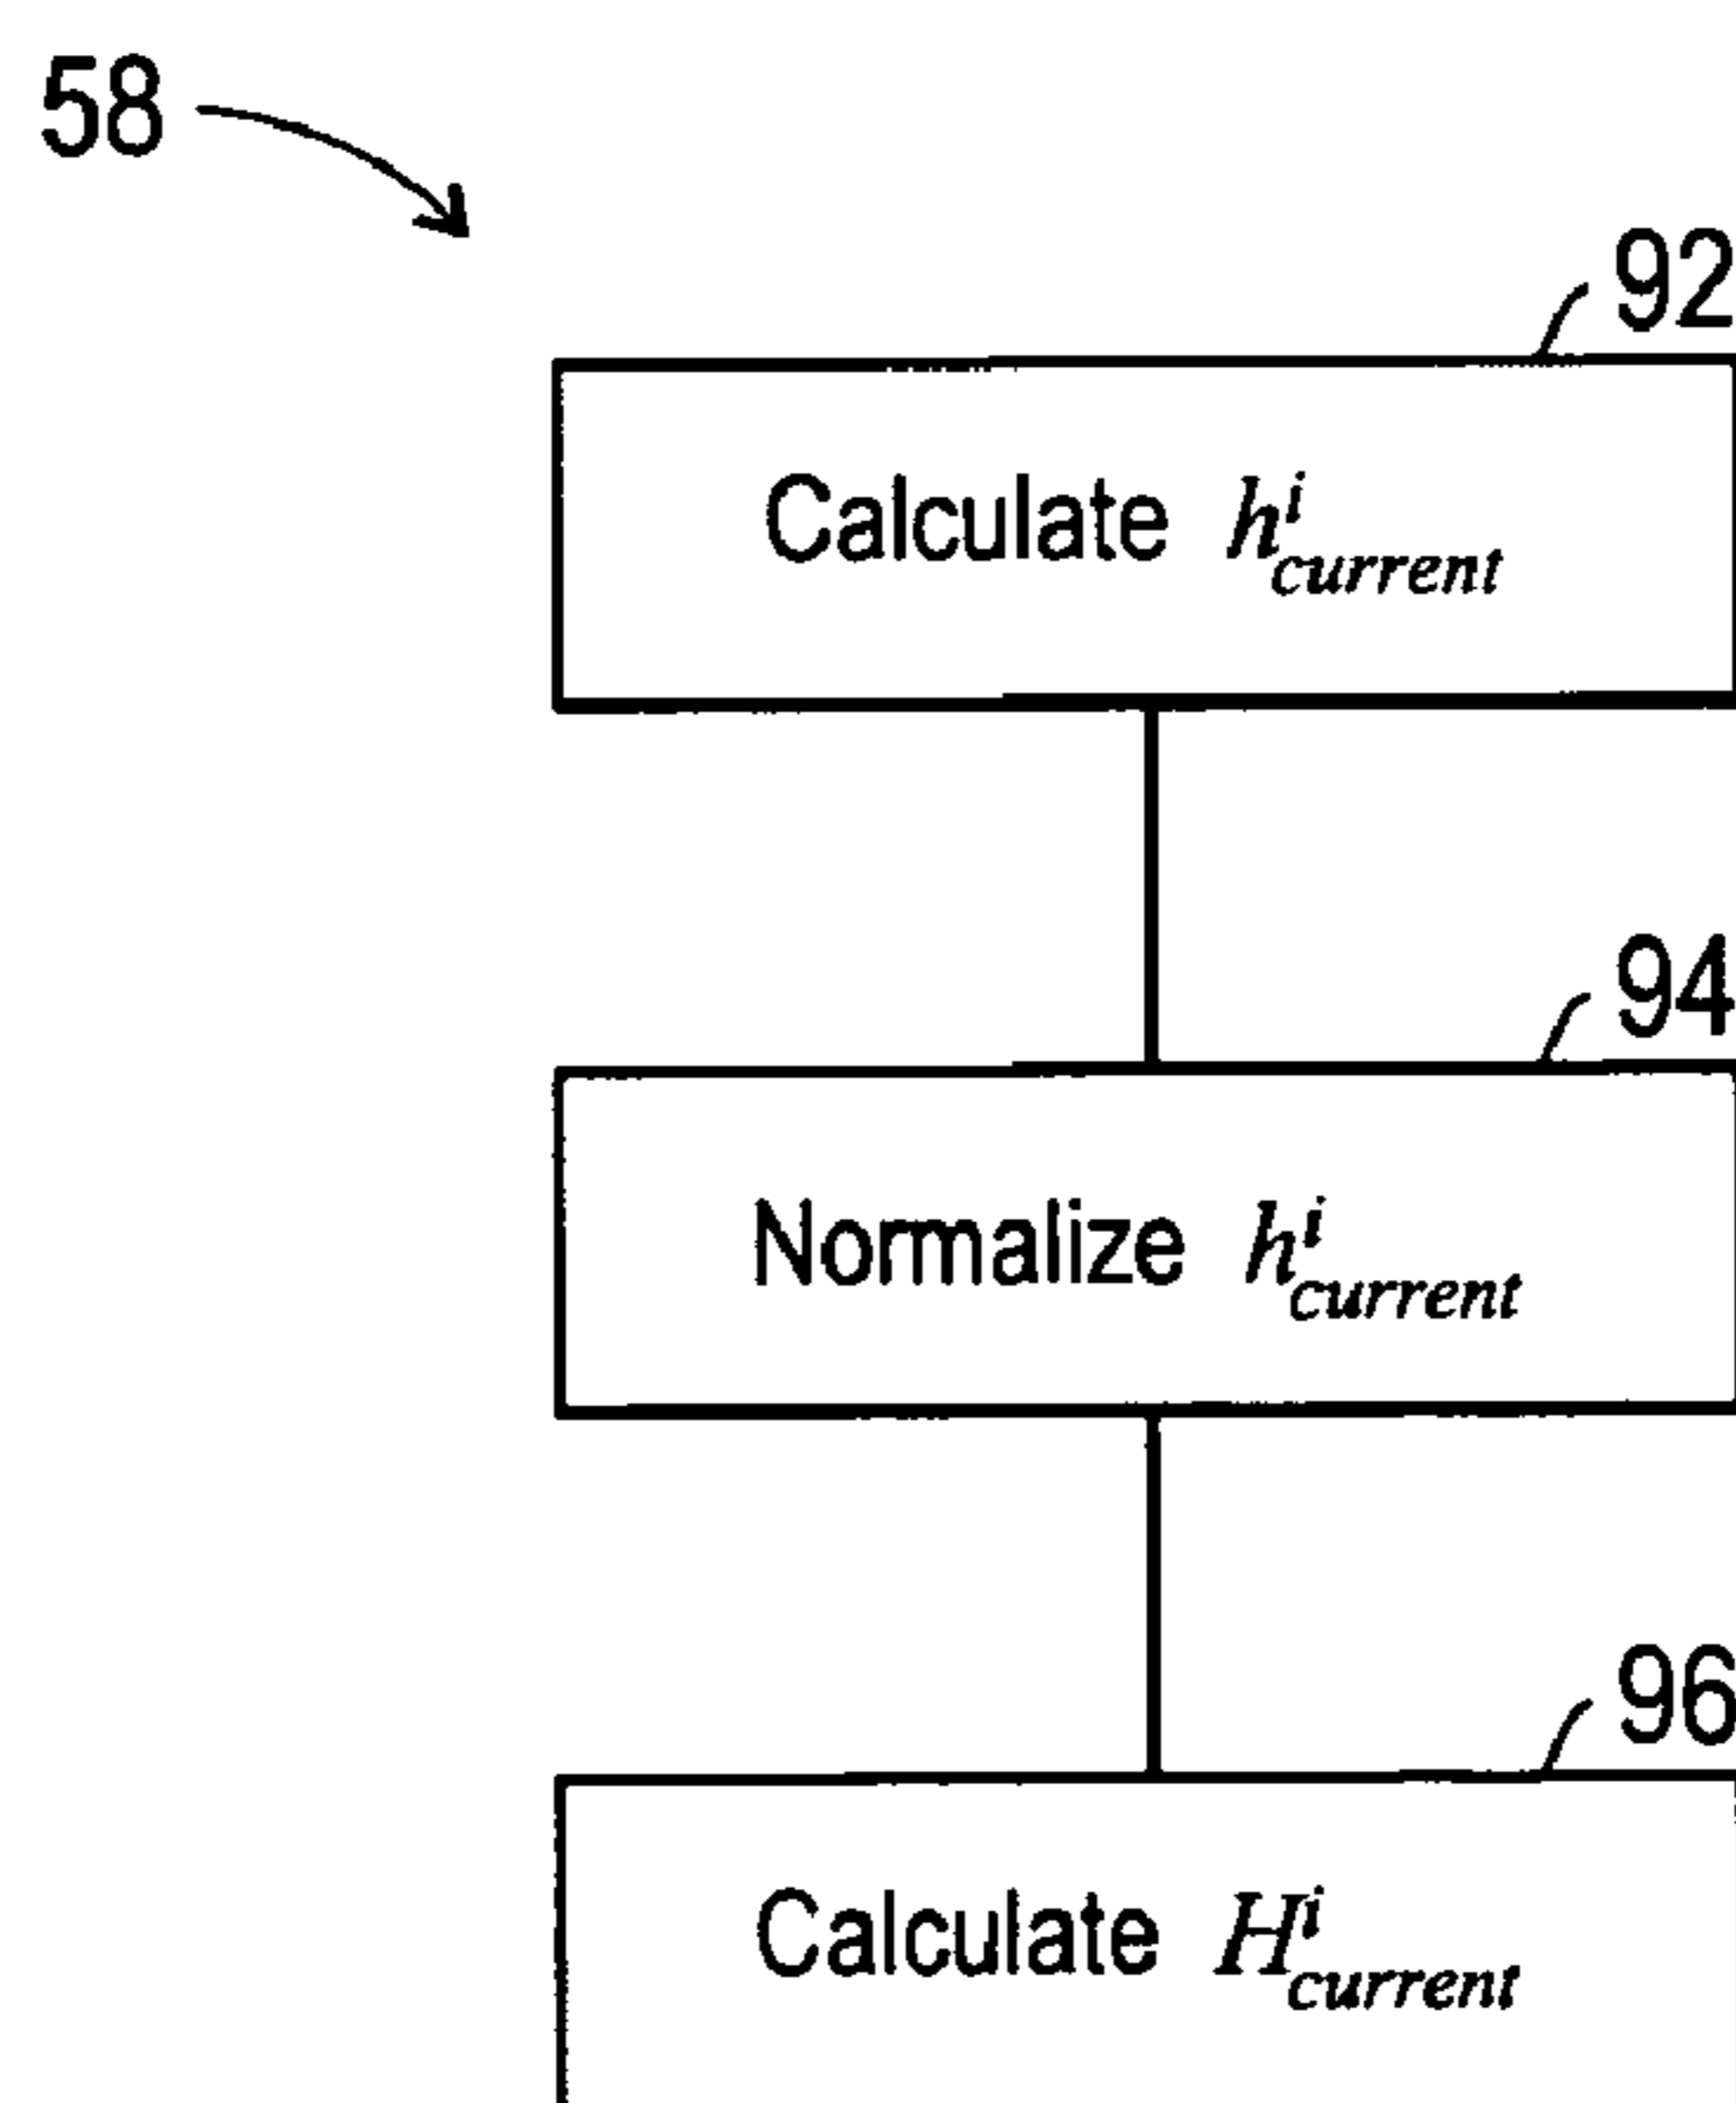 58
92
Calculate h^i_current
94
Normalize h^i_current
96
Calculate H^i_current